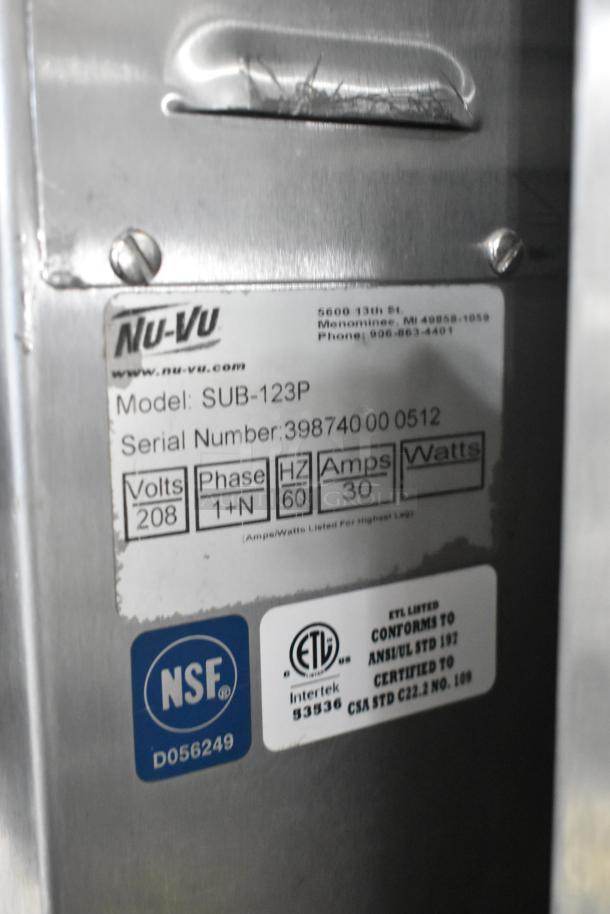 NU-VU
5600 13th St.
Menominee, MI 49858-1059
Phone: 906-863-4401
www.nu-vu.com
Model: SUB-123P
Serial Number:398740 00 0512
Volts Phase HZ Amps Watts
208 1+N 60 30
(Amps/Watts Listed For Highest Leg)
NSF®
D056249
ETL LISTED
CONFORMS TO
ANSI/UL STD 197
CERTIFIED TO
CSA STD C22.2 NO. 109
C ETL US
LISTED
Intertek
53536